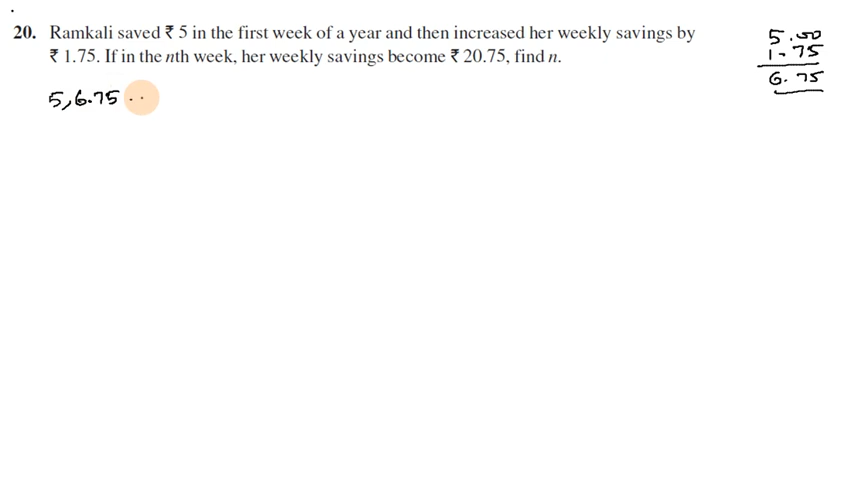 20. Ramkali saved ₹ 5 in the first week of a year and then increased her weekly savings by
₹ 1.75. If in the nth week, her weekly savings become ₹ 20.75, find n.
5.00
1.75
6.75
5, 6.75 ..